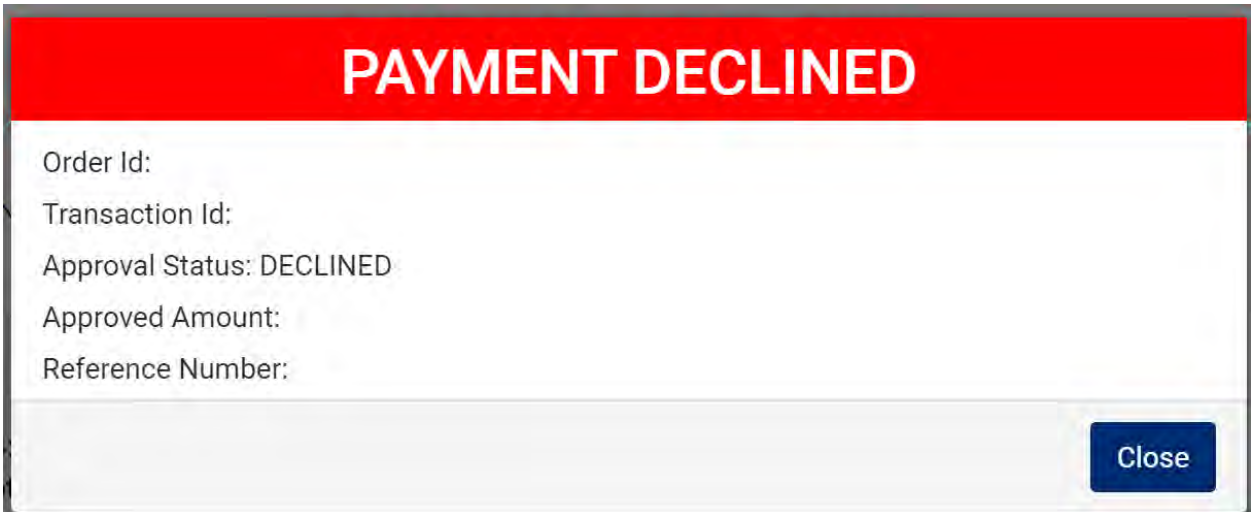 PAYMENT DECLINED
Order Id:
Transaction Id:
Approval Status: DECLINED
Approved Amount:
Reference Number:
Close